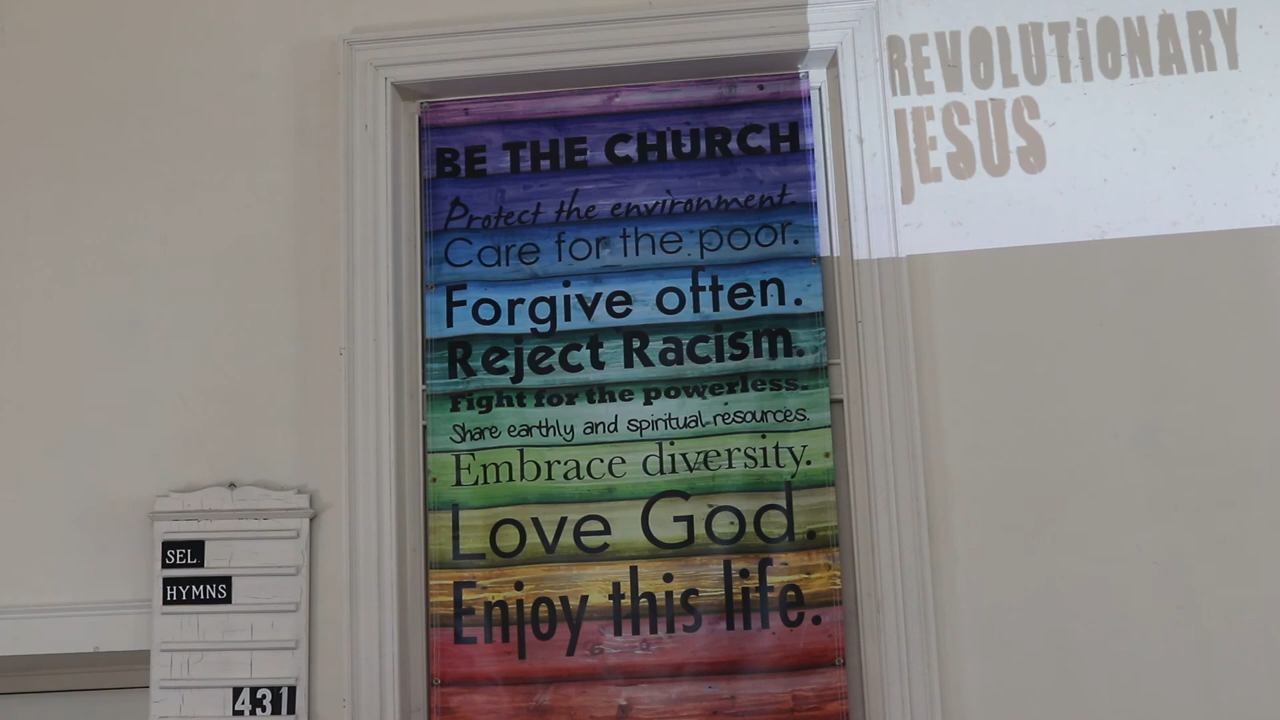 REVOLUTIONARY
JESUS
BE THE CHURCH
Protect the environment.
Care for the poor.
Forgive often.
Reject Racism.
Fight for the powerless.
Share earthly and spiritual resources.
Embrace diversity.
Love God.
Enjoy this life.
SEL.
HYMNS
431